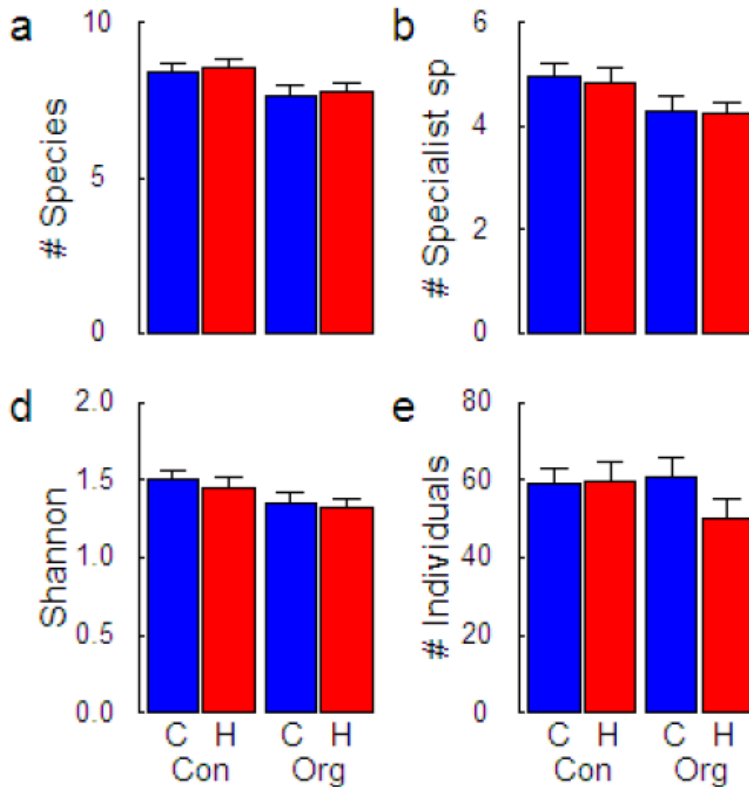 a
10
5
0
# Species
b
6
4
2
0
# Specialist sp
d
2.0
1.5
1.0
0.5
0.0
Shannon
C H C H
Con Org
e
80
60
40
20
0
# Individuals
C H C H
Con Org